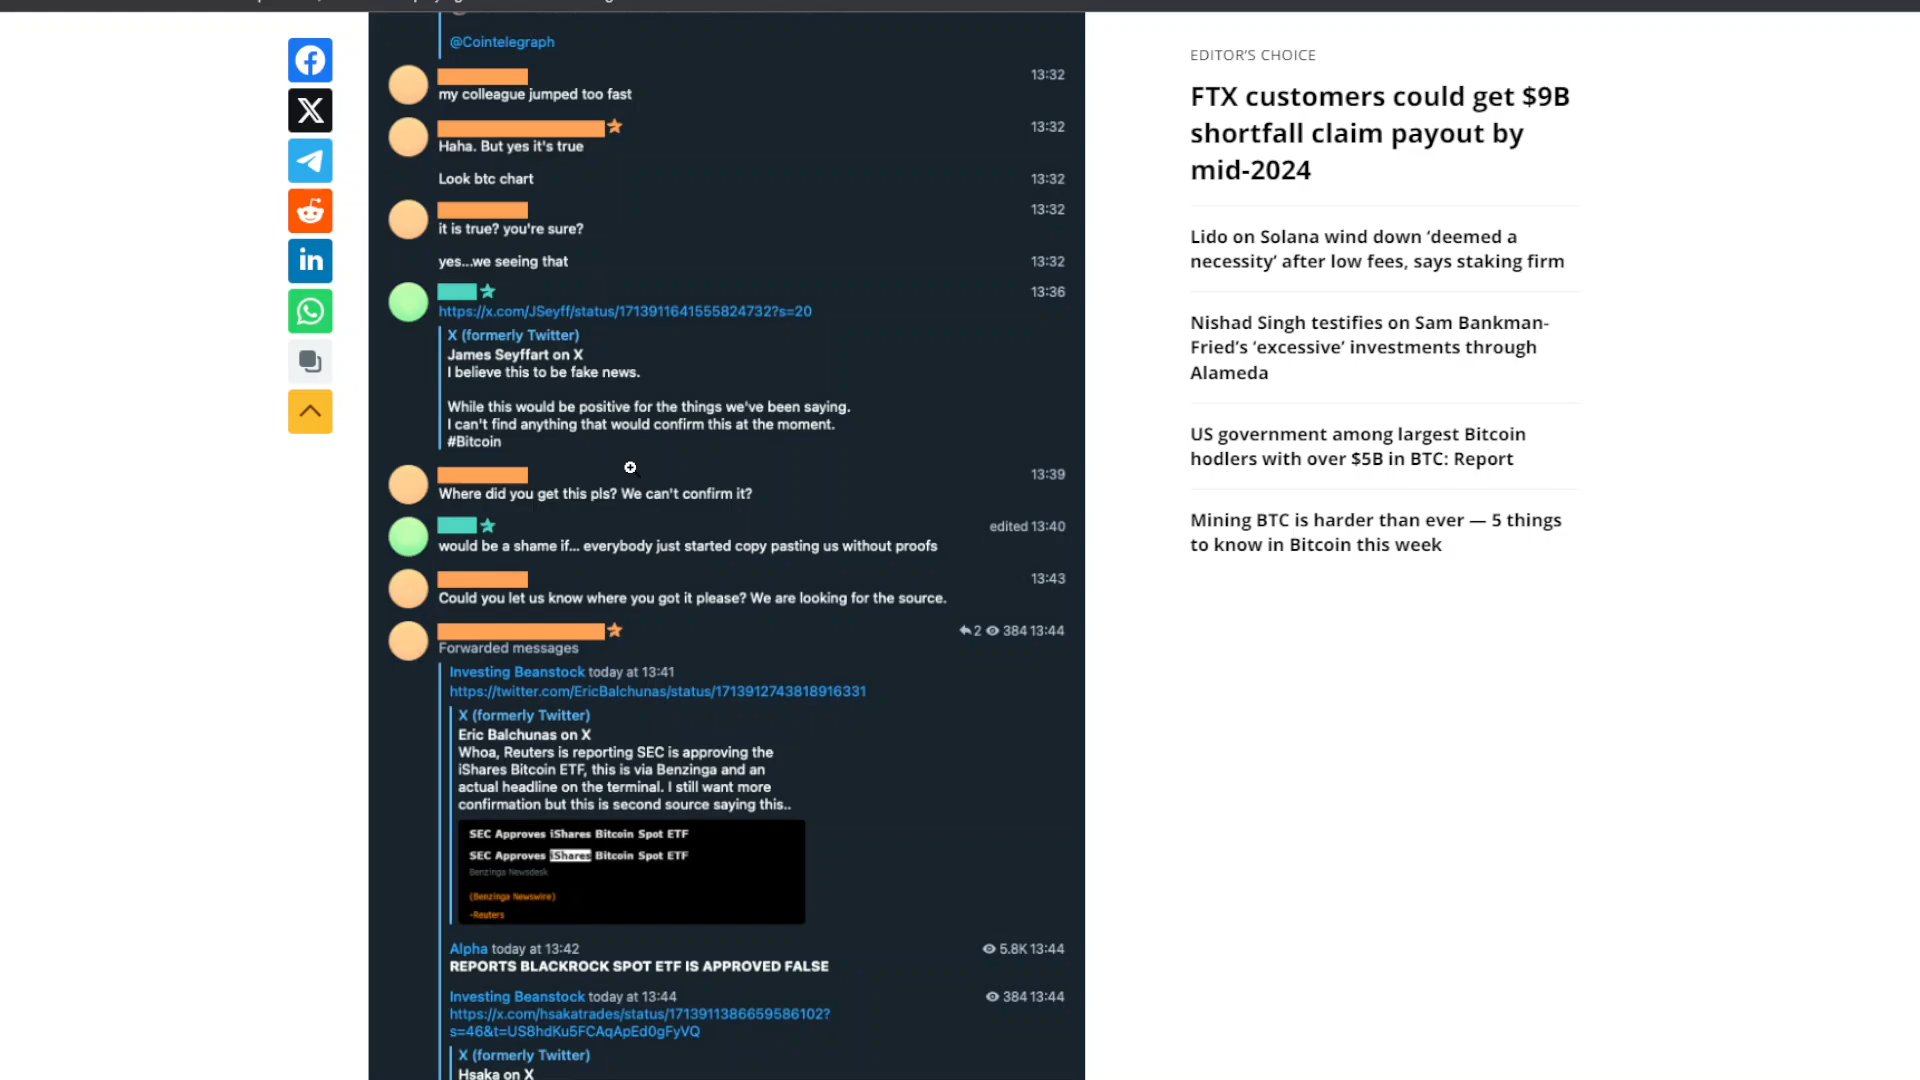 @Cointelegraph
13:32
my colleague jumped too fast
13:32
Haha. But yes it's true
Look btc chart 13:32
13:32
it is true? you're sure?
yes...we seeing that 13:32
13:36
https://x.com/JSeyff/status/1713911641555824732?s=20
X (formerly Twitter)
James Seyffart on X
I believe this to be fake news.
While this would be positive for the things we've been saying.
I can't find anything that would confirm this at the moment.
#Bitcoin
13:39
Where did you get this pls? We can't confirm it?
edited 13:40
would be a shame if... everybody just started copy pasting us without proofs
13:43
Could you let us know where you got it please? We are looking for the source.
2 384 13:44
Forwarded messages
Investing Beanstock today at 13:41
https://twitter.com/EricBalchunas/status/1713912743818916331
X (formerly Twitter)
Eric Balchunas on X
Whoa, Reuters is reporting SEC is approving the
iShares Bitcoin ETF, this is via Benzinga and an
actual headline on the terminal. I still want more
confirmation but this is second source saying this..
SEC Approves iShares Bitcoin Spot ETF
SEC Approves iShares Bitcoin Spot ETF
Benzinga Newsdesk
(Benzinga Newswire)
-Reuters
Alpha today at 13:42 5.8K 13:44
REPORTS BLACKROCK SPOT ETF IS APPROVED FALSE
Investing Beanstock today at 13:44 384 13:44
https://x.com/hsakatrades/status/1713911386659586102?
s=46&t=US8hdKu5FCAqApEd0gFyVQ
X (formerly Twitter)
Hsaka on X
EDITOR'S CHOICE
FTX customers could get $9B
shortfall claim payout by
mid-2024
Lido on Solana wind down ‘deemed a
necessity’ after low fees, says staking firm
Nishad Singh testifies on Sam Bankman-
Fried’s ‘excessive’ investments through
Alameda
US government among largest Bitcoin
hodlers with over $5B in BTC: Report
Mining BTC is harder than ever — 5 things
to know in Bitcoin this week